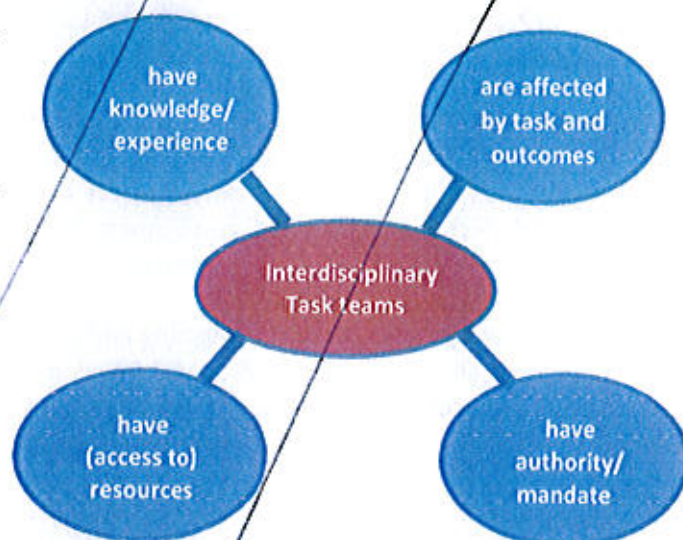 have
knowledge/
experience
are affected
by task and
outcomes
Interdisciplinary
Task teams
have
(access to)
resources
have
authority/
mandate